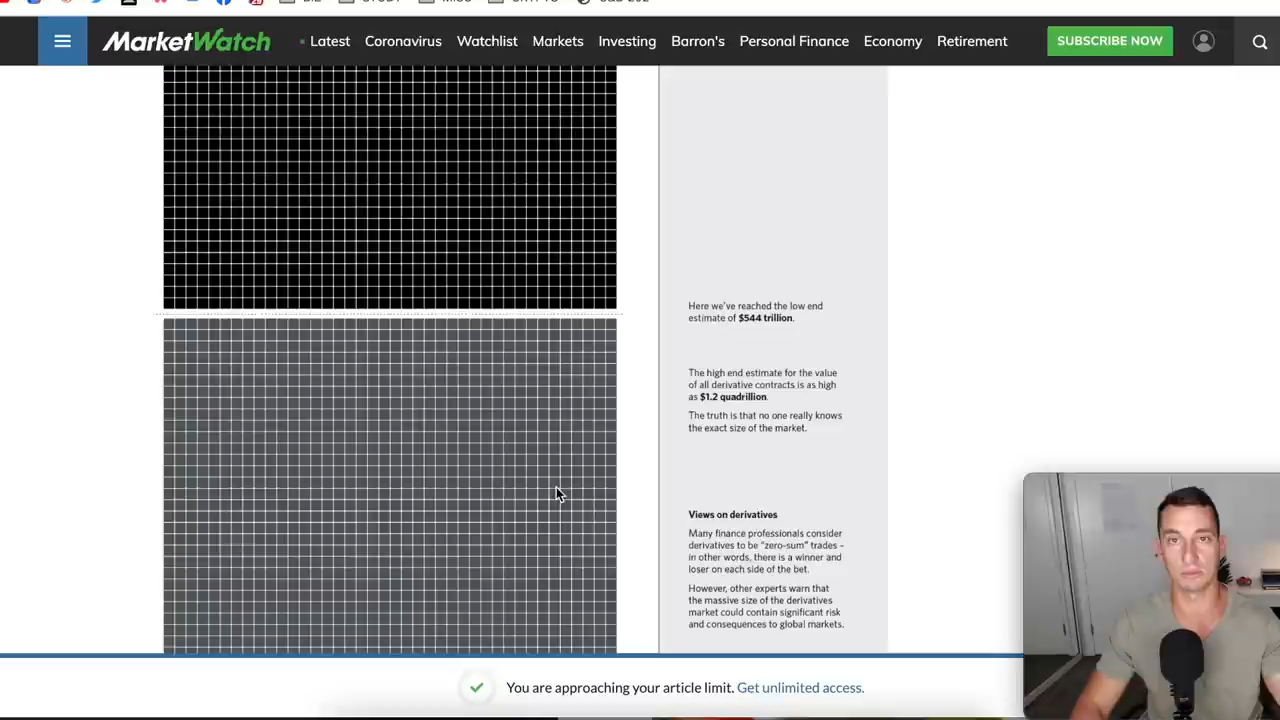 MarketWatch
Latest Coronavirus Watchlist Markets Investing Barron's Personal Finance Economy Retirement
SUBSCRIBE NOW
Here we've reached the low end
estimate of $544 trillion.
The high end estimate for the value
of all derivative contracts is as high
as $1.2 quadrillion.
The truth is that no one really knows
the exact size of the market.
Views on derivatives
Many finance professionals consider
derivatives to be "zero-sum" trades –
in other words, there is a winner and
loser on each side of the bet.
However, other experts warn that
the massive size of the derivatives
market could contain significant risk
and consequences to global markets.
You are approaching your article limit. Get unlimited access.